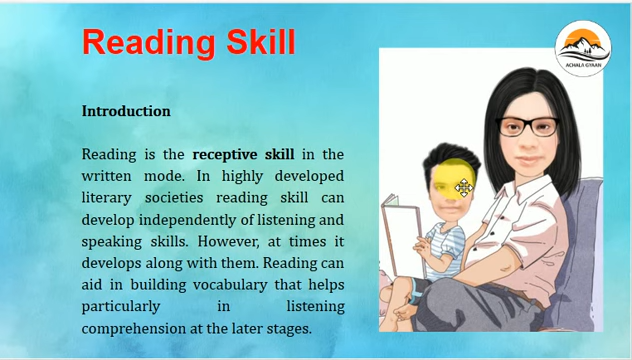 Reading Skill
ACHALA GYAAN
Introduction
Reading is the receptive skill in the
written mode. In highly developed
literary societies reading skill can
develop independently of listening and
speaking skills. However, at times it
develops along with them. Reading can
aid in building vocabulary that helps
particularly in listening
comprehension at the later stages.